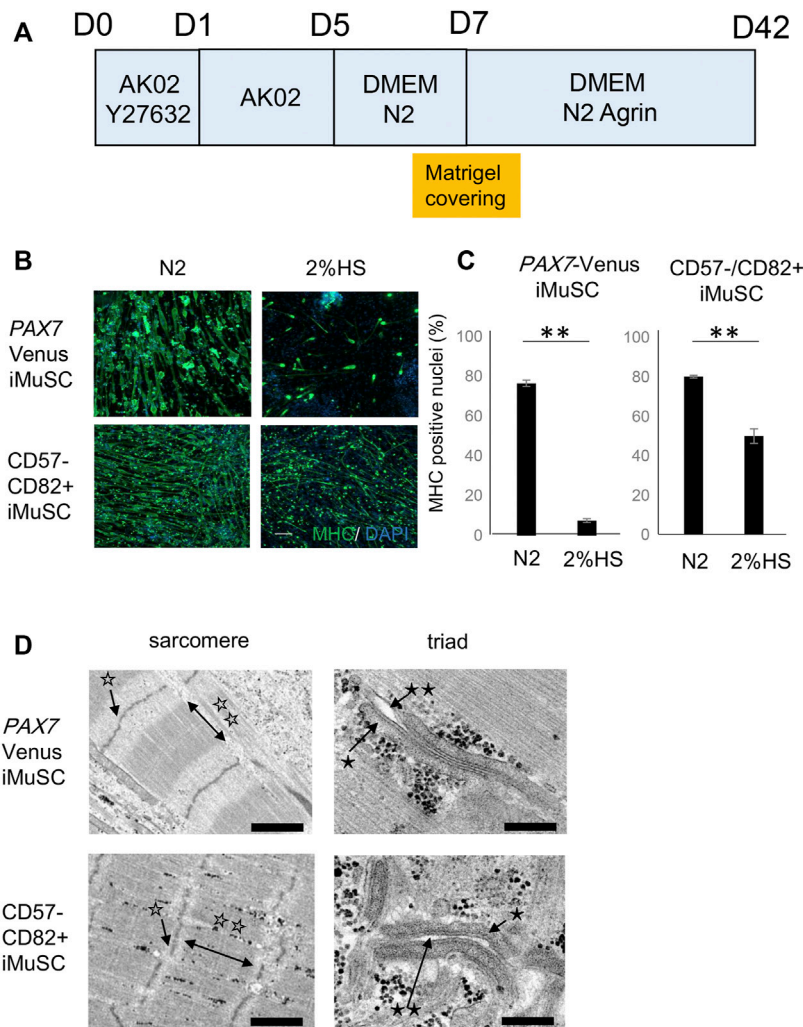 A
D0 D1 D5 D7 D42
AK02
Y27632
AK02
DMEM
N2
DMEM
N2 Agrin
Matrigel
covering
B
N2 2%HS
PAX7
Venus
iMuSC
CD57-
CD82+
iMuSC
MHC/ DAPI
C
PAX7-Venus
iMuSC
CD57-/CD82+
iMuSC
MHC positive nuclei (%)
100
80
60
40
20
0
**
N2 2%HS
100
80
60
40
20
0
**
N2 2%HS
D
sarcomere triad
PAX7
Venus
iMuSC
CD57-
CD82+
iMuSC